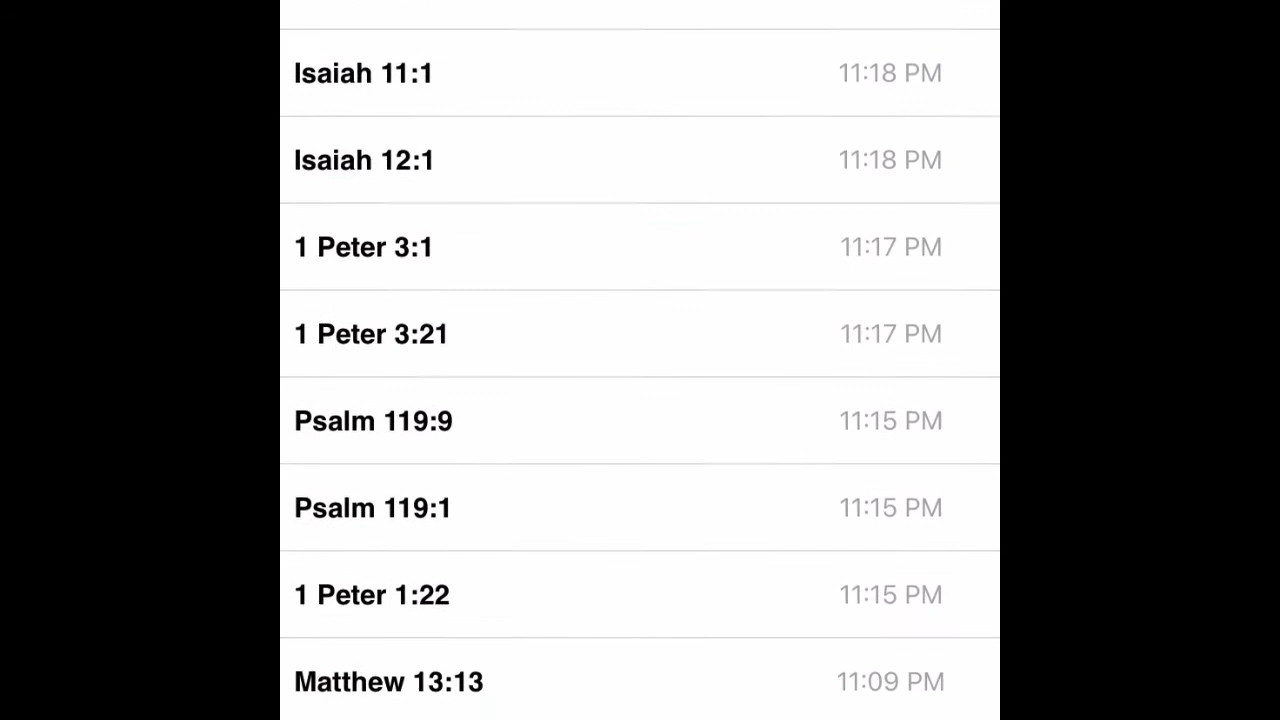 Isaiah 11:1 11:18 PM
Isaiah 12:1 11:18 PM
1 Peter 3:1 11:17 PM
1 Peter 3:21 11:17 PM
Psalm 119:9 11:15 PM
Psalm 119:1 11:15 PM
1 Peter 1:22 11:15 PM
Matthew 13:13 11:09 PM